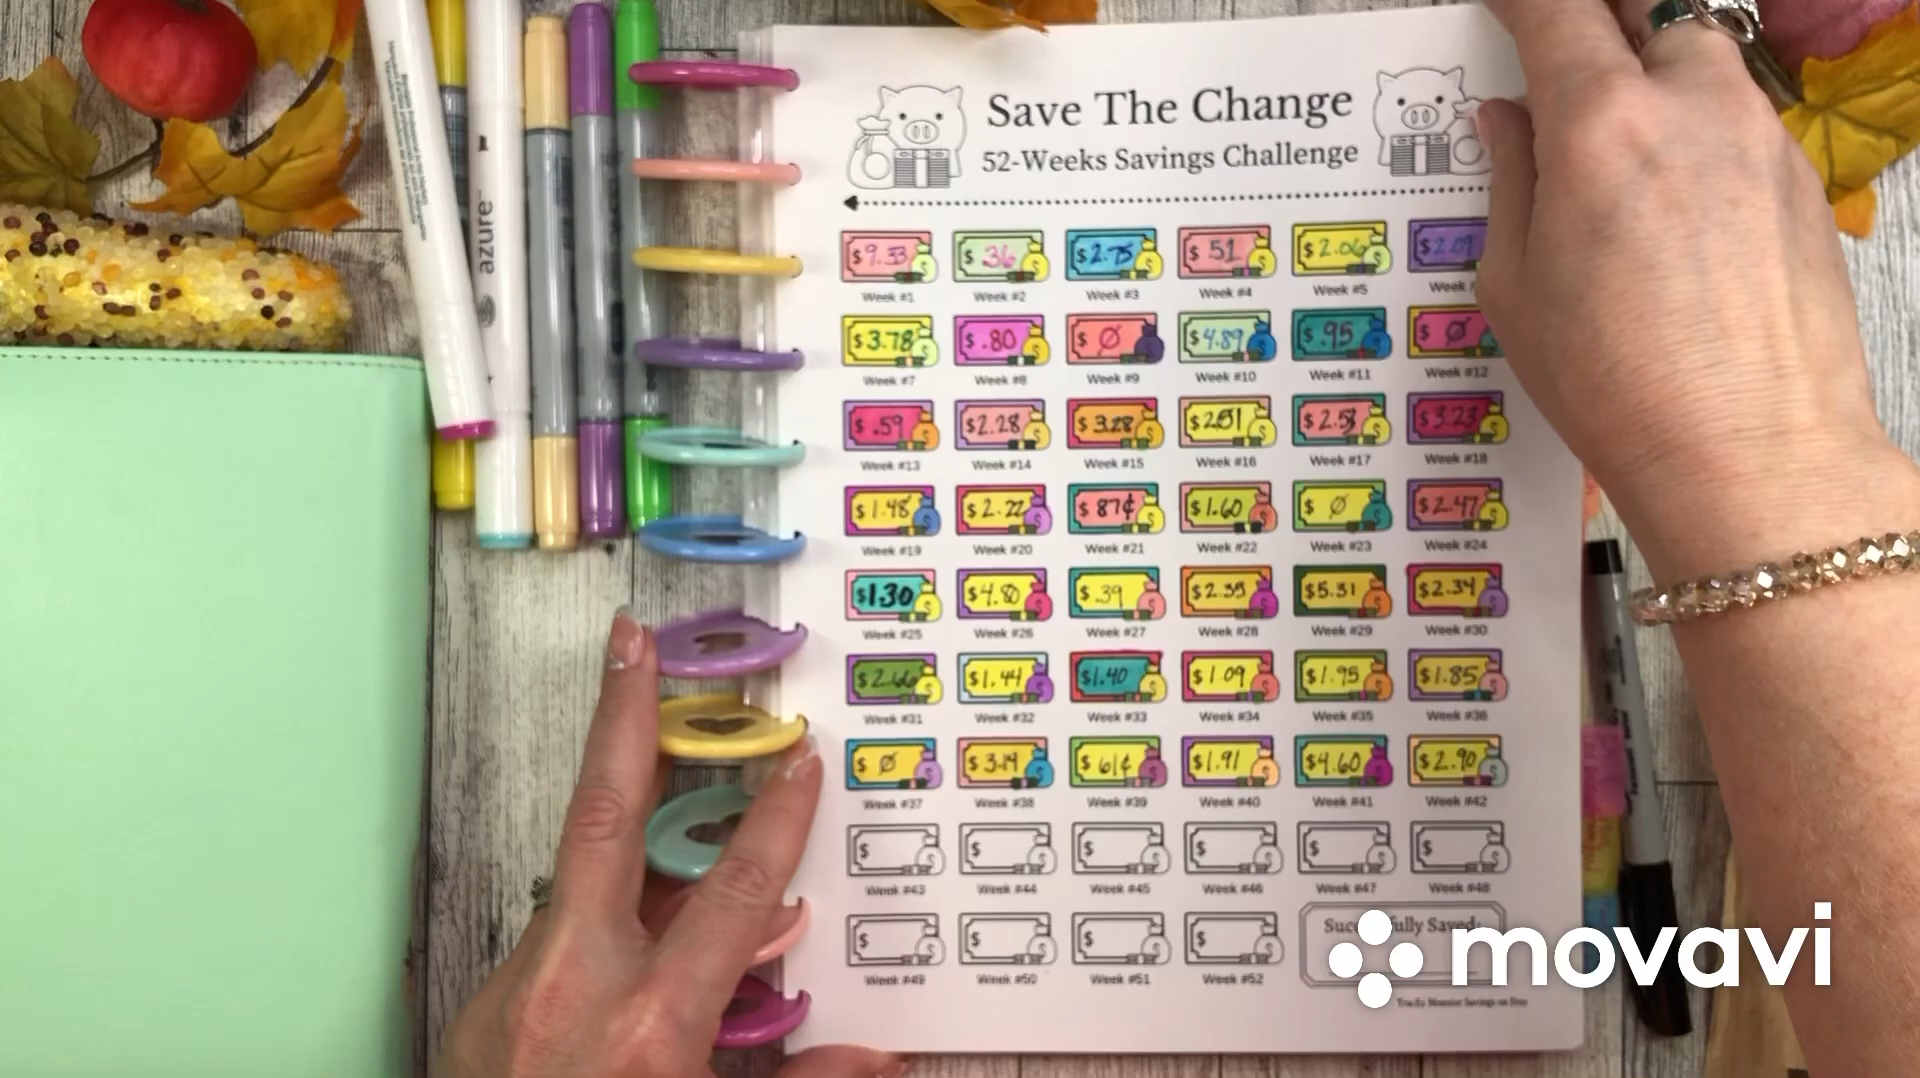 azure
Save The Change
52-Weeks Savings Challenge
$9.33 $36 $2.75 $51 $2.06 $2.09
Week #1 Week #2 Week #3 Week #4 Week #5 Week
$3.78 $.80 $Ø $4.89 $.95 $Ø
Week #7 Week #8 Week #9 Week #10 Week #11 Week #12
$.59 $2.28 $3.28 $2.51 $2.58 $3.23
Week #13 Week #14 Week #15 Week #16 Week #17 Week #18
$1.48 $2.22 $87¢ $1.60 $Ø $2.47
Week #19 Week #20 Week #21 Week #22 Week #23 Week #24
$1.30 $4.80 $.39 $2.35 $5.31 $2.34
Week #25 Week #26 Week #27 Week #28 Week #29 Week #30
$2.66 $1.44 $1.40 $1.09 $1.95 $1.85
Week #31 Week #32 Week #33 Week #34 Week #35 Week #36
$Ø $3.14 $61¢ $1.91 $4.60 $2.90
Week #37 Week #38 Week #39 Week #40 Week #41 Week #42
$ $ $ $ $ $
Week #43 Week #44 Week #45 Week #46 Week #47 Week #48
$ $ $ $
Week #49 Week #50 Week #51 Week #52
movavi